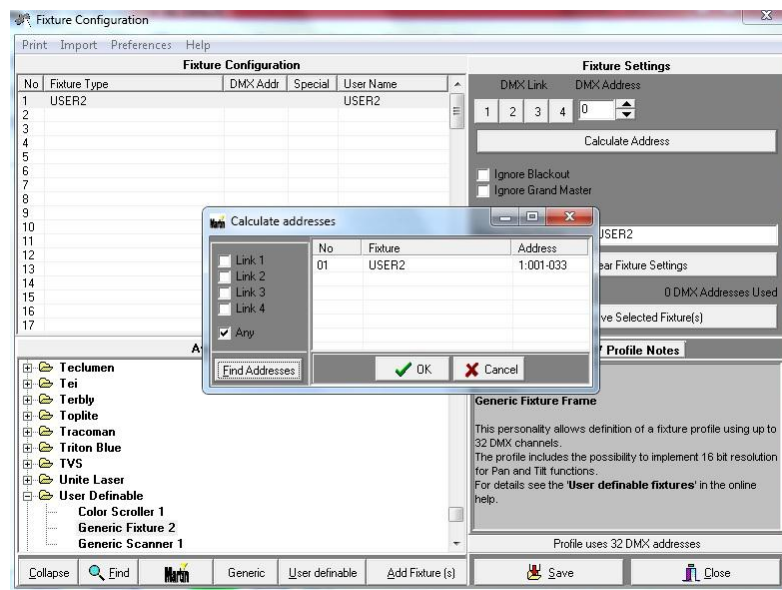 Fixture Configuration
Print Import Preferences Help
Fixture Configuration
No Fixture Type DMX Addr Special User Name
1 USER2 USER2
2
3
4
5
6
7
8
9
10
11
12
13
14
15
16
17
Fixture Settings
DMX Link DMX Address
1 2 3 4 0
Calculate Address
Ignore Blackout
Ignore Grand Master
USER2
ear Fixture Settings
0 DMX Addresses Used
ve Selected Fixture(s)
Martin Calculate addresses
Link 1
Link 2
Link 3
Link 4
Any
Find Addresses
No Fixture Address
01 USER2 1:001-033
OK Cancel
A
Teclumen
Tei
Terbly
Toplite
Tracoman
Triton Blue
TVS
Unite Laser
User Definable
Color Scroller 1
Generic Fixture 2
Generic Scanner 1
Profile Notes
Generic Fixture Frame
This personality allows definition of a fixture profile using up to
32 DMX channels.
The profile includes the possibility to implement 16 bit resolution
for Pan and Tilt functions.
For details see the 'User definable fixtures' in the online
help.
Profile uses 32 DMX addresses
Collapse Find Martin Generic User definable Add Fixture (s) Save Close